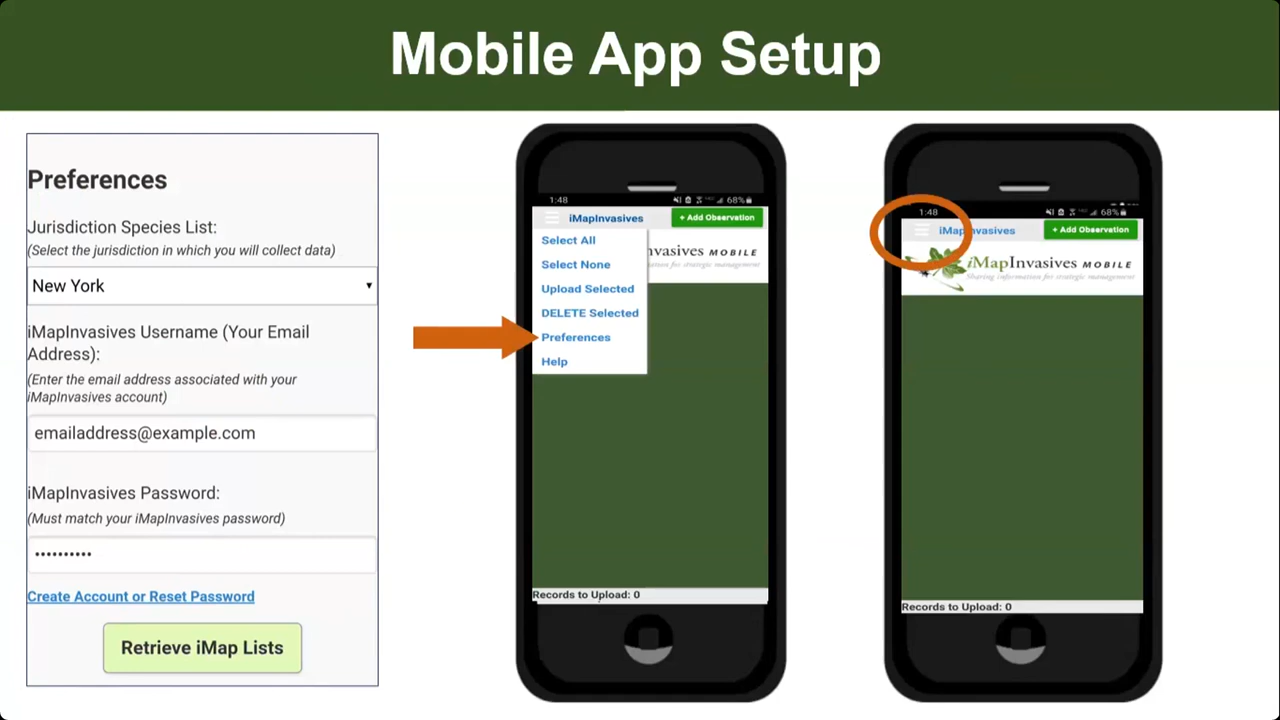 Mobile App Setup
Preferences
Jurisdiction Species List:
(Select the jurisdiction in which you will collect data)
New York
iMapInvasives Username (Your Email
Address):
(Enter the email address associated with your
iMapInvasives account)
emailaddress@example.com
iMapInvasives Password:
(Must match your iMapInvasives password)
••••••••••
Create Account or Reset Password
Retrieve iMap Lists
1:48 68%
iMapInvasives + Add Observation
Select All
nvasives MOBILE
Select None
Upload Selected
DELETE Selected
Preferences
Help
Records to Upload: 0
1:48 68%
iMapInvasives + Add Observation
iMapInvasives MOBILE
Sharing information for strategic management
Records to Upload: 0